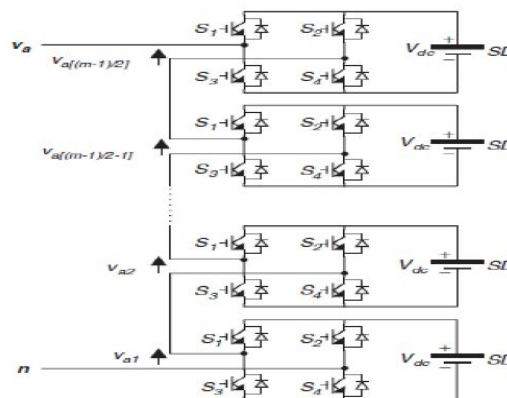 S1 S2
va Vdc + − SD
va[(m-1)/2]
S3 S4
S1 S2
va[(m-1)/2-1] Vdc + − SD
S3 S4
S1 S2
va2 Vdc + − SD
S3 S4
S1 S2
va1 Vdc + − SD
n
S3 S4